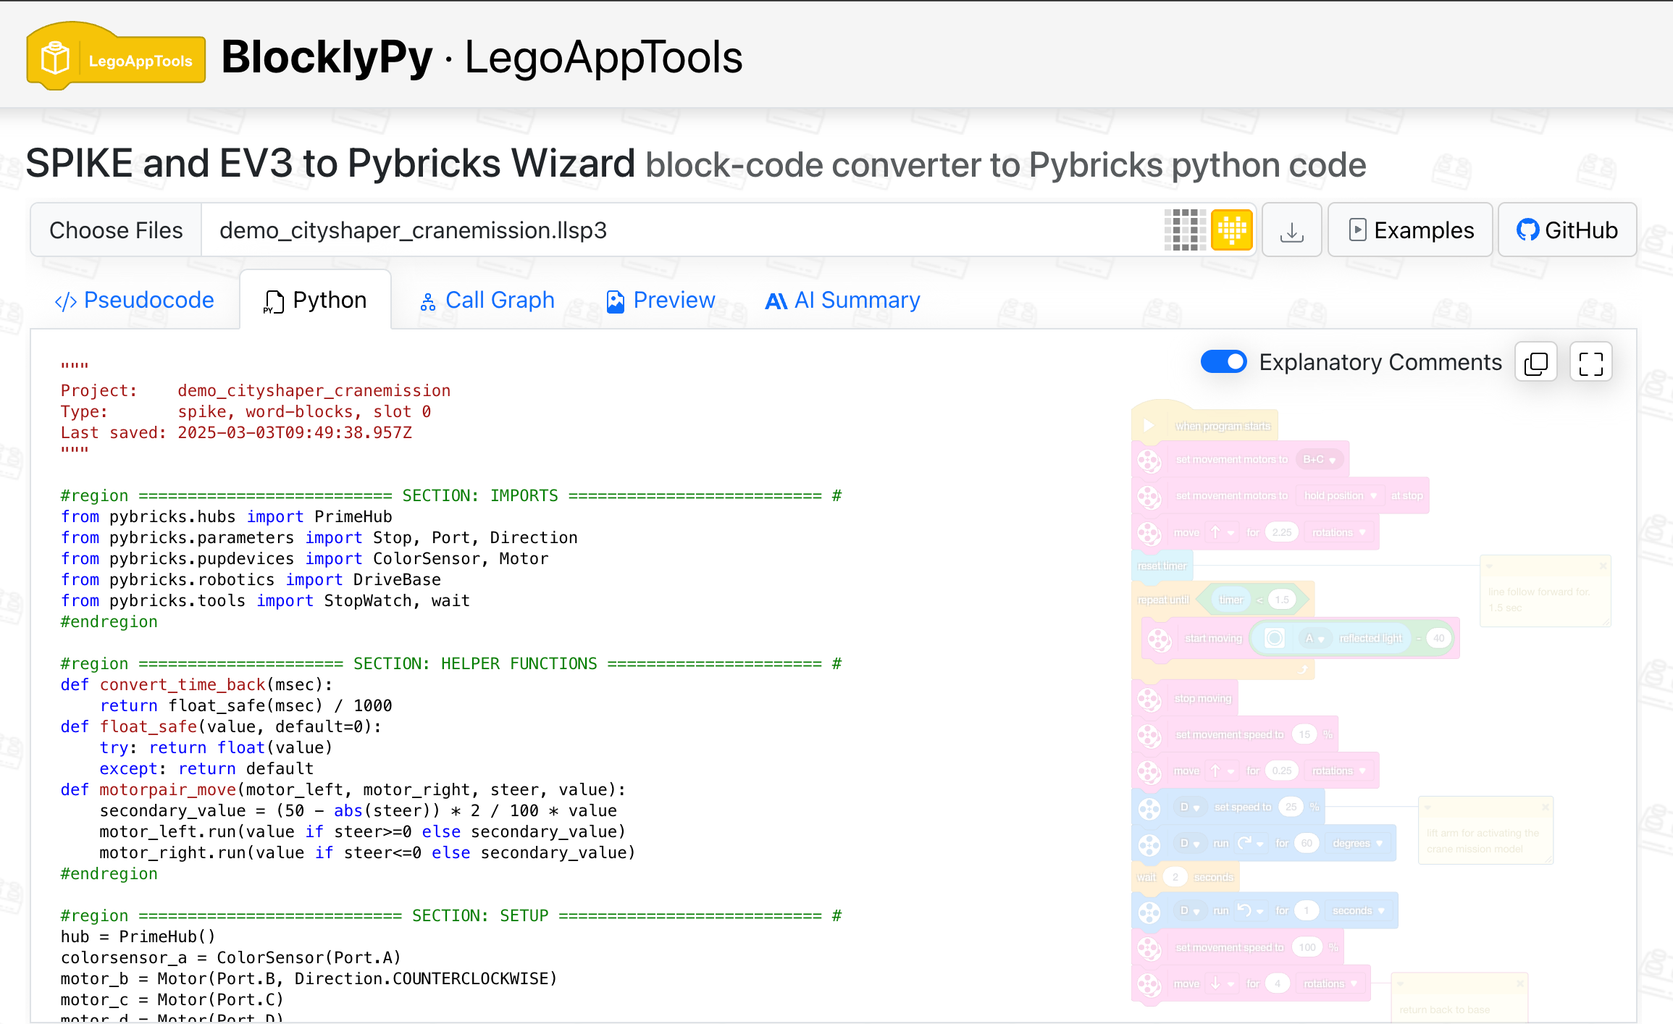 LegoAppTools
BlocklyPy · LegoAppTools
SPIKE and EV3 to Pybricks Wizard block-code converter to Pybricks python code
Choose Files demo_cityshaper_cranemission.llsp3 Examples GitHub
</> Pseudocode Python Call Graph Preview AI Summary
Explanatory Comments
"""
Project:    demo_cityshaper_cranemission
Type:       spike, word-blocks, slot 0
Last saved: 2025-03-03T09:49:38.957Z
"""
#region ========================== SECTION: IMPORTS ========================== #
from pybricks.hubs import PrimeHub
from pybricks.parameters import Stop, Port, Direction
from pybricks.pupdevices import ColorSensor, Motor
from pybricks.robotics import DriveBase
from pybricks.tools import StopWatch, wait
#endregion
#region ===================== SECTION: HELPER FUNCTIONS ====================== #
def convert_time_back(msec):
    return float_safe(msec) / 1000
def float_safe(value, default=0):
    try: return float(value)
    except: return default
def motorpair_move(motor_left, motor_right, steer, value):
    secondary_value = (50 - abs(steer)) * 2 / 100 * value
    motor_left.run(value if steer>=0 else secondary_value)
    motor_right.run(value if steer<=0 else secondary_value)
#endregion
#region =========================== SECTION: SETUP =========================== #
hub = PrimeHub()
colorsensor_a = ColorSensor(Port.A)
motor_b = Motor(Port.B, Direction.COUNTERCLOCKWISE)
motor_c = Motor(Port.C)
motor_d = Motor(Port.D)
when program starts
set movement motors to B+C
set movement motors to hold position at stop
move ↑ for 2.25 rotations
reset timer
line follow forward for
1.5 sec
repeat until timer < 1.5
start moving A reflected light - 40
stop moving
set movement speed to 15 %
move ↑ for 0.25 rotations
D set speed to 25 %
lift arm for activating the
crane mission model
D run for 60 degrees
wait 2 seconds
D run for 1 seconds
set movement speed to 100 %
move ↓ for 4 rotations
return back to base